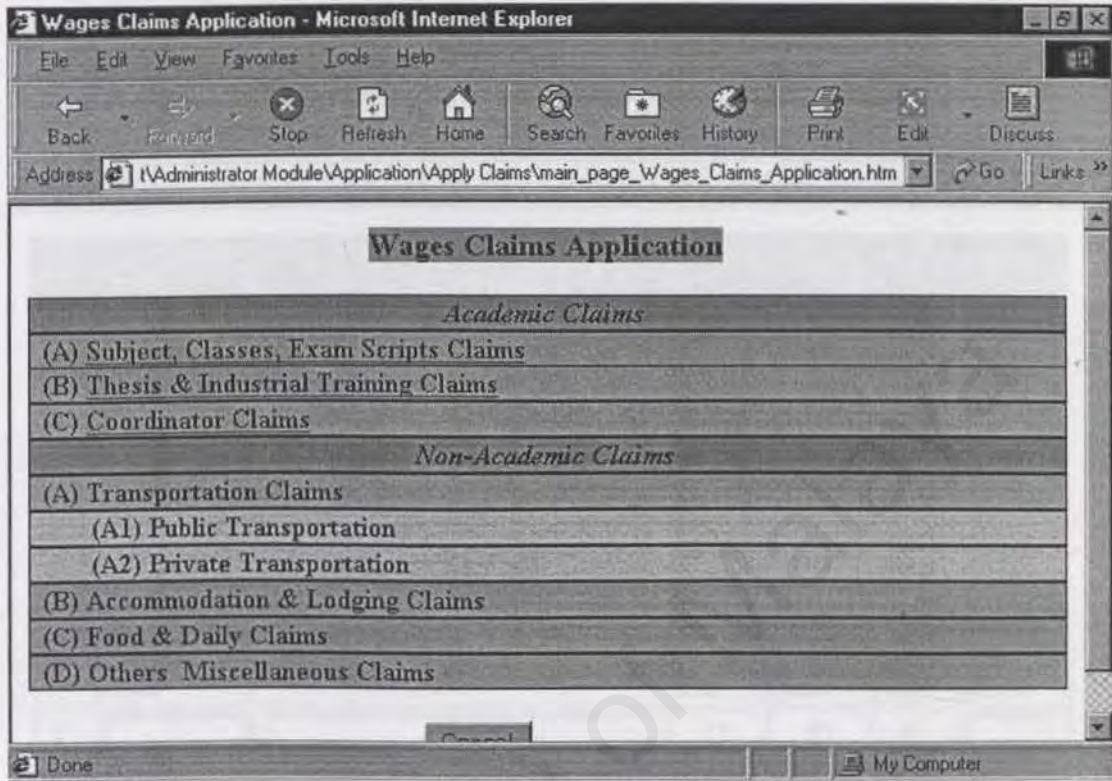 Wages Claims Application - Microsoft Internet Explorer
File Edit View Favorites Tools Help
Back Forward Stop Refresh Home Search Favorites History Print Edit Discuss
Address t\Administrator Module\Application\Apply Claims\main_page_Wages_Claims_Application.htm Go Links »
Wages Claims Application
Academic Claims
(A) Subject, Classes, Exam Scripts Claims
(B) Thesis & Industrial Training Claims
(C) Coordinator Claims
Non-Academic Claims
(A) Transportation Claims
(A1) Public Transportation
(A2) Private Transportation
(B) Accommodation & Lodging Claims
(C) Food & Daily Claims
(D) Others Miscellaneous Claims
Cancel
Done My Computer